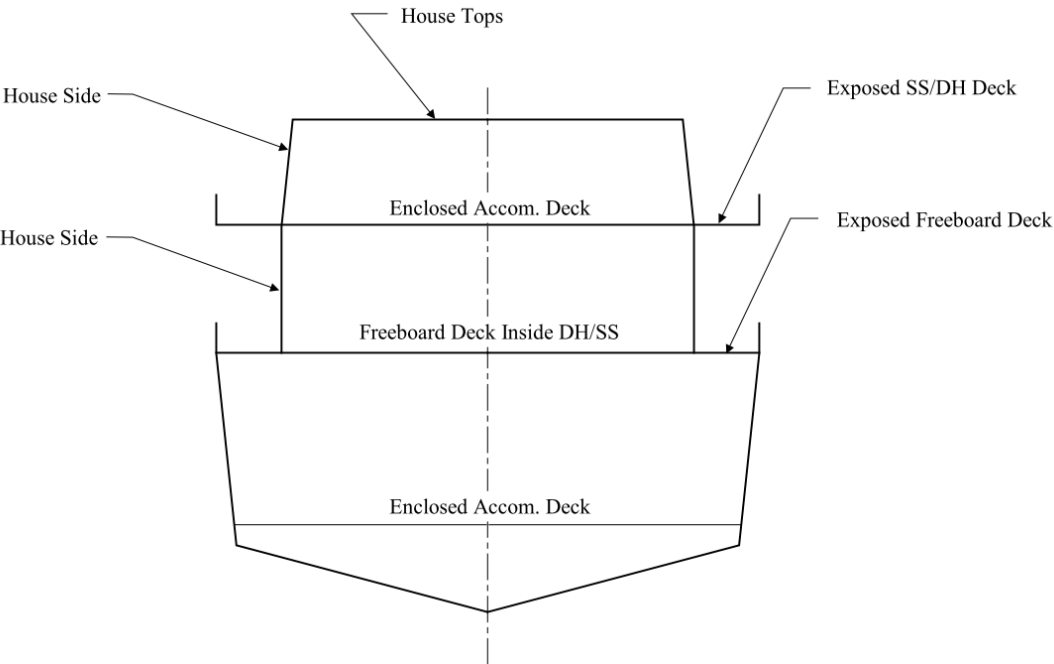 House Tops
House Side
Exposed SS/DH Deck
Enclosed Accom. Deck
Exposed Freeboard Deck
House Side
Freeboard Deck Inside DH/SS
Enclosed Accom. Deck